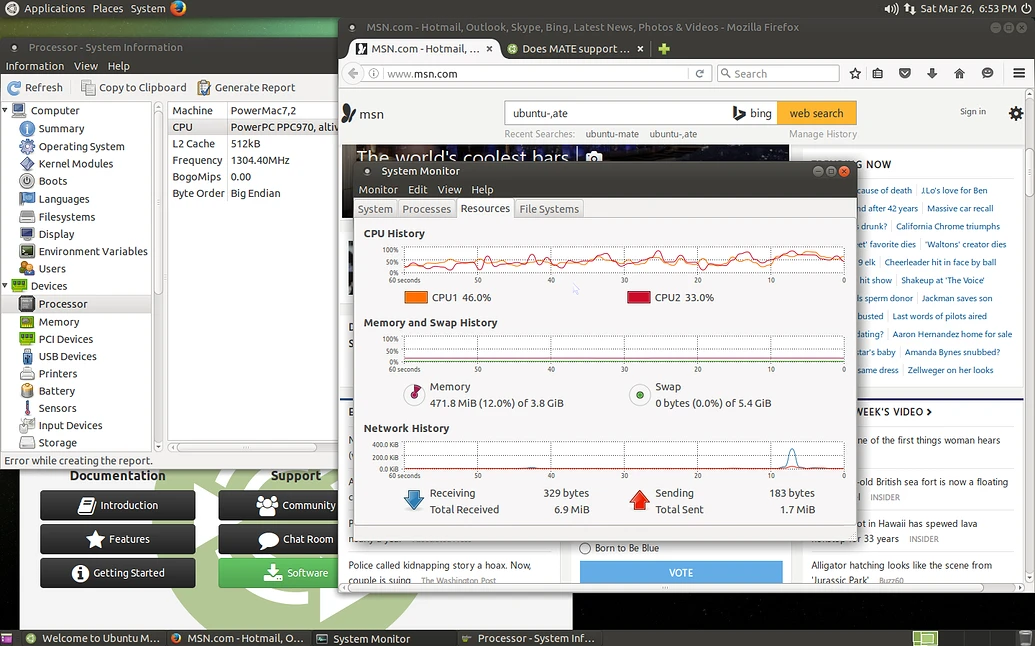 Applications Places System
Sat Mar 26, 6:53 PM
Processor - System Information
Information View Help
Refresh Copy to Clipboard Generate Report
Computer
Summary
Operating System
Kernel Modules
Boots
Languages
Filesystems
Display
Environment Variables
Users
Devices
Processor
Memory
PCI Devices
USB Devices
Printers
Battery
Sensors
Input Devices
Storage
Machine PowerMac7,2
CPU PowerPC PPC970, altiv
L2 Cache 512kB
Frequency 1304.40MHz
BogoMips 0.00
Byte Order Big Endian
Error while creating the report.
MSN.com - Hotmail, Outlook, Skype, Bing, Latest News, Photos & Videos - Mozilla Firefox
MSN.com - Hotmail, ... × Does MATE support ... ×
www.msn.com
Search
msn
ubuntu-,ate
bing
web search
Sign in
Recent Searches: ubuntu-mate ubuntu-,ate
Manage History
The world's coolest bars
NOW
cause of death J.Lo's love for Ben
nd after 42 years Massive car recall
drunk? California Chrome triumphs
et' favorite dies 'Waltons' creator dies
9 elk Cheerleader hit in face by ball
hit show Shakeup at 'The Voice'
s sperm donor Jackman saves son
busted Last words of pilots aired
dating? Aaron Hernandez home for sale
star's baby Amanda Bynes snubbed?
same dress Zellweger on her looks
WEEK'S VIDEO
ne of the first things woman hears
-old British sea fort is now a floating
l INSIDER
ot in Hawaii has spewed lava
33 years INSIDER
Alligator hatching looks like the scene from
'Jurassic Park' Buzz60
System Monitor
Monitor Edit View Help
System Processes Resources File Systems
CPU History
100%
50%
0%
60 seconds 50 40 30 20 10 0
CPU1 46.0% CPU2 33.0%
Memory and Swap History
100%
50%
0%
60 seconds 50 40 30 20 10 0
Memory
471.8 MiB (12.0%) of 3.8 GiB
Swap
0 bytes (0.0%) of 5.4 GiB
Network History
400.0 KiB
200.0 KiB
0.0 KiB
60 seconds 50 40 30 20 10 0
Receiving 329 bytes
Total Received 6.9 MiB
Sending 183 bytes
Total Sent 1.7 MiB
Born to Be Blue
VOTE
Police called kidnapping story a hoax. Now,
couple is suing The Washington Post
Documentation
Introduction
Features
Getting Started
Support
Community
Chat Room
Software
Welcome to Ubuntu M... MSN.com - Hotmail, O... System Monitor Processor - System Inf...